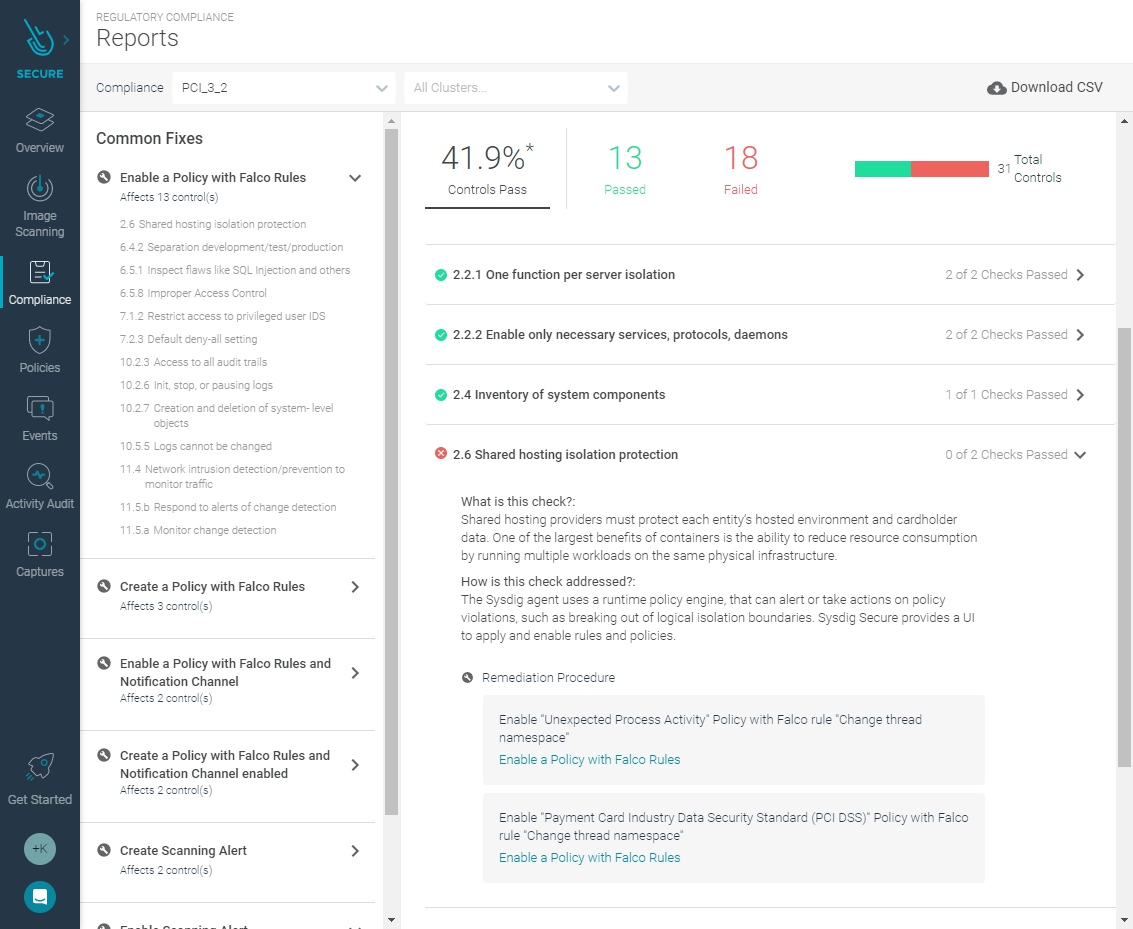 SECURE
Overview
Image
Scanning
Compliance
Policies
Events
Activity Audit
Captures
Get Started
+K
REGULATORY COMPLIANCE
Reports
Compliance
PCI_3_2
All Clusters...
Download CSV
Common Fixes
Enable a Policy with Falco Rules
Affects 13 control(s)
2.6 Shared hosting isolation protection
6.4.2 Separation development/test/production
6.5.1 Inspect flaws like SQL Injection and others
6.5.8 Improper Access Control
7.1.2 Restrict access to privileged user IDS
7.2.3 Default deny-all setting
10.2.3 Access to all audit trails
10.2.6 Init, stop, or pausing logs
10.2.7 Creation and deletion of system- level
objects
10.5.5 Logs cannot be changed
11.4 Network intrusion detection/prevention to
monitor traffic
11.5.b Respond to alerts of change detection
11.5.a Monitor change detection
Create a Policy with Falco Rules
Affects 3 control(s)
Enable a Policy with Falco Rules and
Notification Channel
Affects 2 control(s)
Create a Policy with Falco Rules and
Notification Channel enabled
Affects 2 control(s)
Create Scanning Alert
Affects 2 control(s)
Enable Scanning Alert
41.9%*
Controls Pass
13
Passed
18
Failed
31 Total
Controls
2.2.1 One function per server isolation
2 of 2 Checks Passed
2.2.2 Enable only necessary services, protocols, daemons
2 of 2 Checks Passed
2.4 Inventory of system components
1 of 1 Checks Passed
2.6 Shared hosting isolation protection
0 of 2 Checks Passed
What is this check?:
Shared hosting providers must protect each entity’s hosted environment and cardholder
data. One of the largest benefits of containers is the ability to reduce resource consumption
by running multiple workloads on the same physical infrastructure.
How is this check addressed?:
The Sysdig agent uses a runtime policy engine, that can alert or take actions on policy
violations, such as breaking out of logical isolation boundaries. Sysdig Secure provides a UI
to apply and enable rules and policies.
Remediation Procedure
Enable "Unexpected Process Activity" Policy with Falco rule "Change thread
namespace"
Enable a Policy with Falco Rules
Enable "Payment Card Industry Data Security Standard (PCI DSS)" Policy with Falco
rule "Change thread namespace"
Enable a Policy with Falco Rules